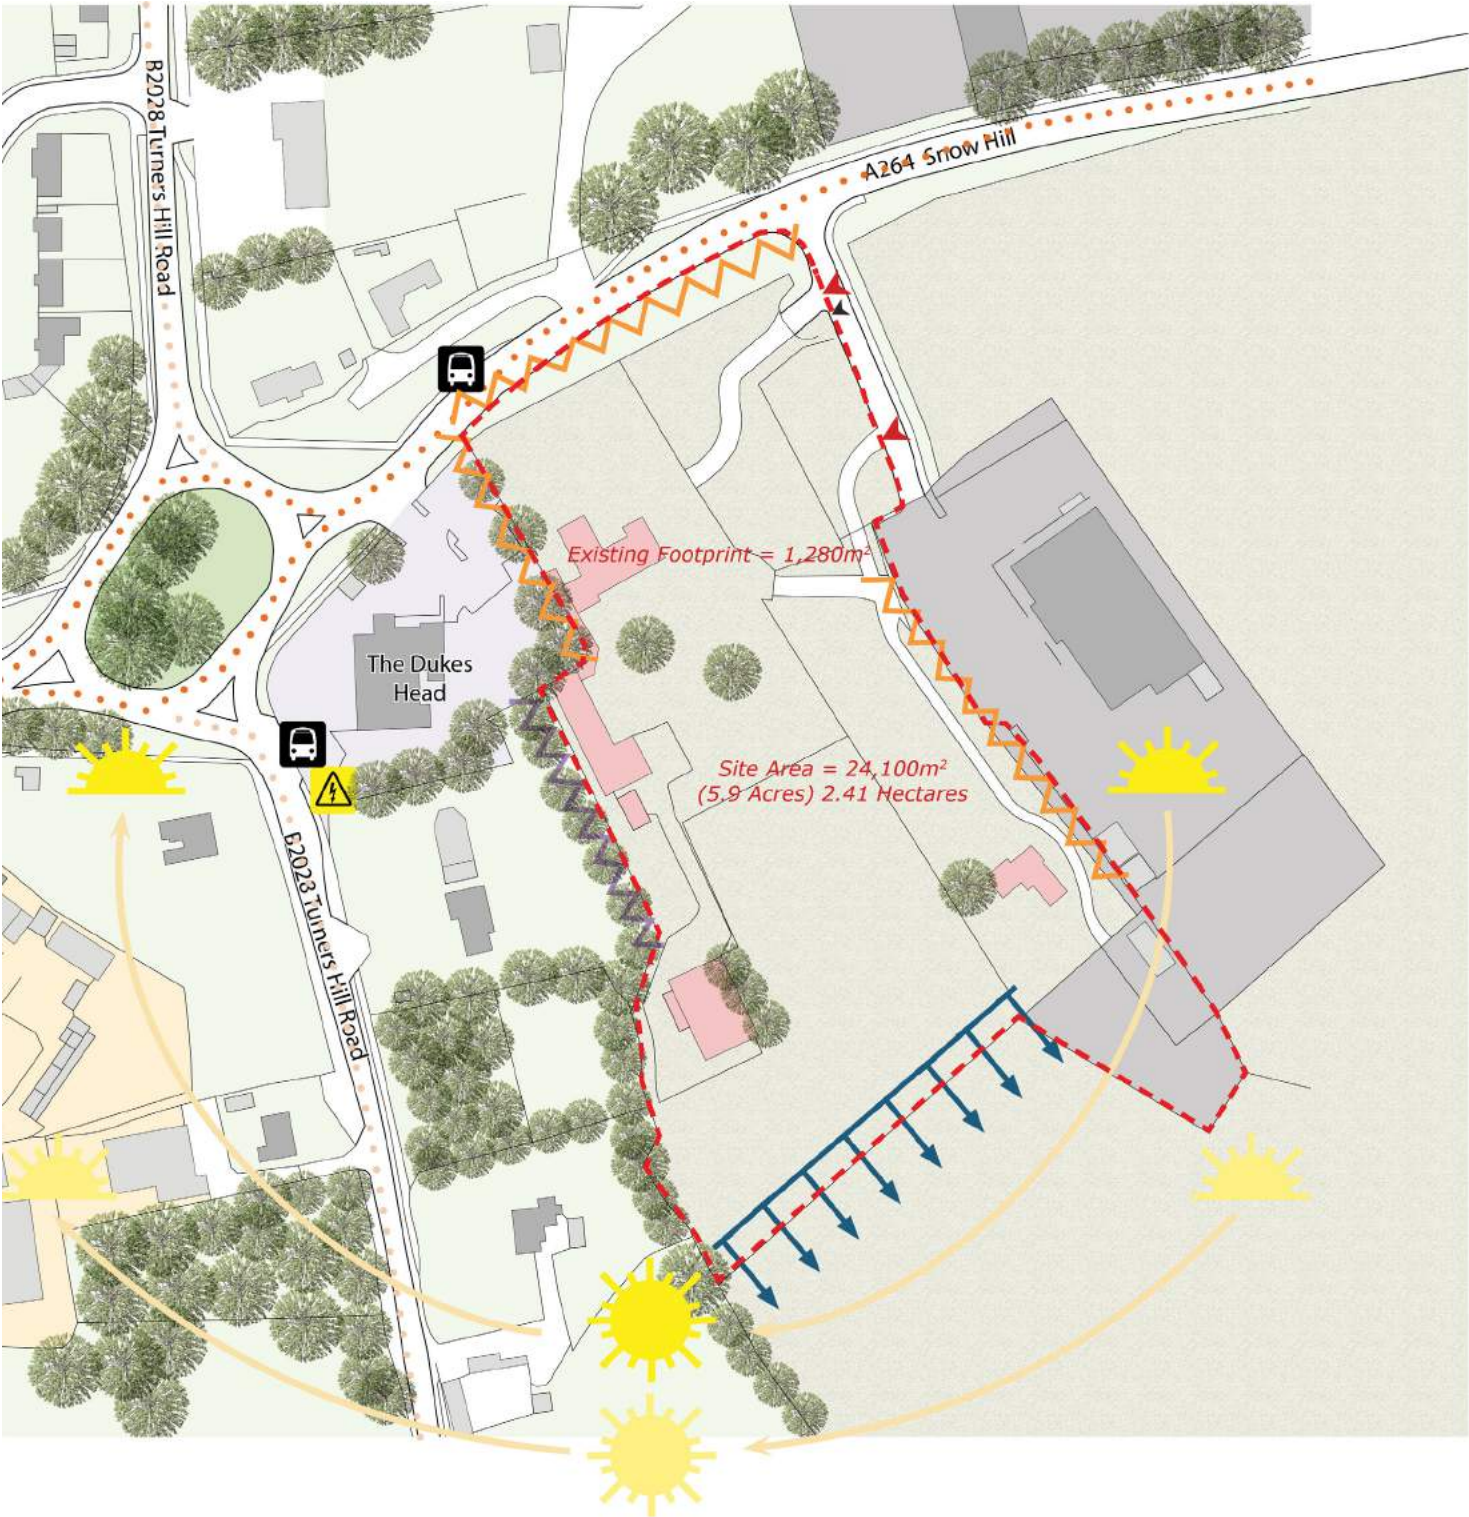 B2028 Turners Hill Road
A264 Snow Hill
Existing Footprint = 1,280m²
The Dukes
Head
Site Area = 24,100m²
(5.9 Acres) 2.41 Hectares
B2028 Turners Hill Road